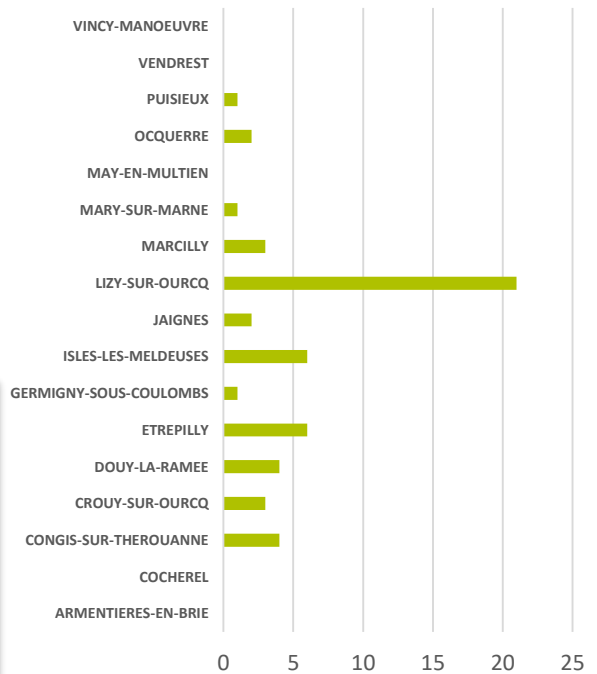 VINCY-MANOEUVRE
VENDREST
PUISIEUX
OCQUERRE
MAY-EN-MULTIEN
MARY-SUR-MARNE
MARCILLY
LIZY-SUR-OURCQ
JAIGNES
ISLES-LES-MELDEUSES
GERMIGNY-SOUS-COULOMBS
ETREPILLY
DOUY-LA-RAMEE
CROUY-SUR-OURCQ
CONGIS-SUR-THEROUANNE
COCHEREL
ARMENTIERES-EN-BRIE
0 5 10 15 20 25